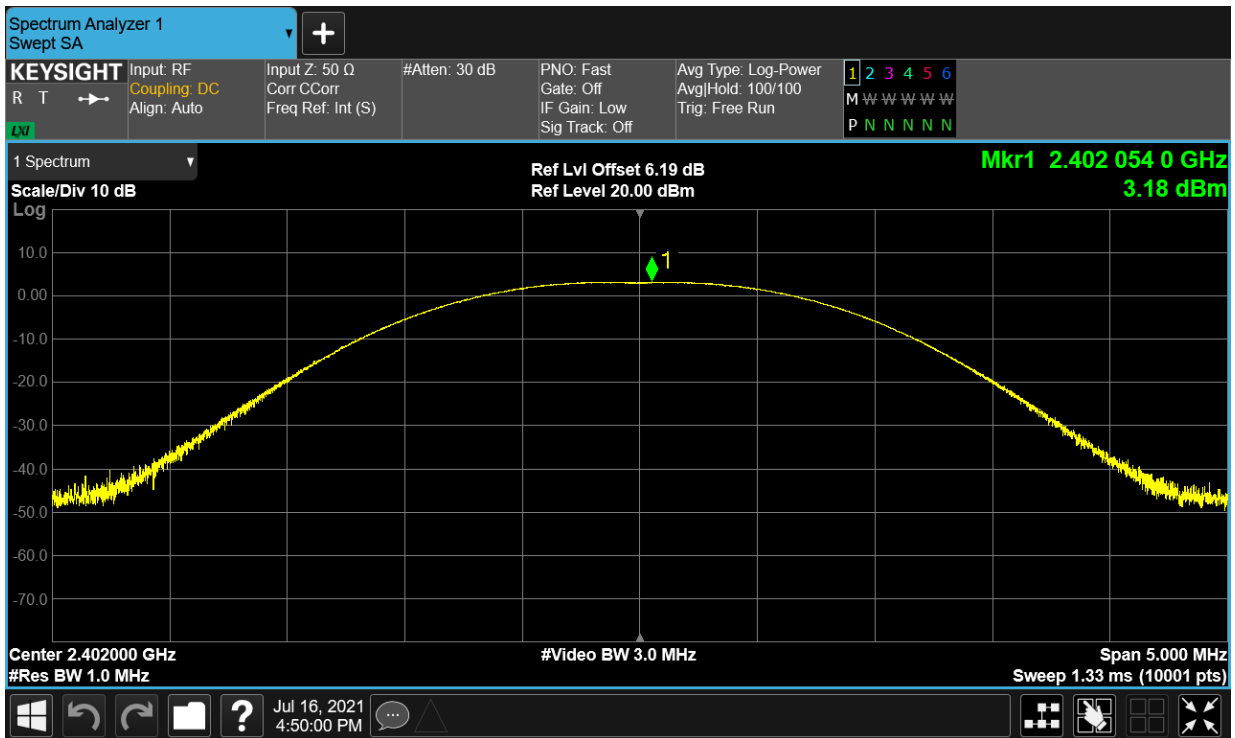 Spectrum Analyzer 1
Swept SA
▼
+
KEYSIGHT
R T
LXI
Input: RF
Coupling: DC
Align: Auto
Input Z: 50 Ω
Corr CCorr
Freq Ref: Int (S)
#Atten: 30 dB
PNO: Fast
Gate: Off
IF Gain: Low
Sig Track: Off
Avg Type: Log-Power
Avg|Hold: 100/100
Trig: Free Run
1 2 3 4 5 6
M W W W W W
P N N N N N
1 Spectrum ▼
Scale/Div 10 dB
Log
Ref Lvl Offset 6.19 dB
Ref Level 20.00 dBm
Mkr1 2.402 054 0 GHz
3.18 dBm
1
10.0
0.00
-10.0
-20.0
-30.0
-40.0
-50.0
-60.0
-70.0
Center 2.402000 GHz
#Res BW 1.0 MHz
#Video BW 3.0 MHz
Span 5.000 MHz
Sweep 1.33 ms (10001 pts)
?
Jul 16, 2021
4:50:00 PM